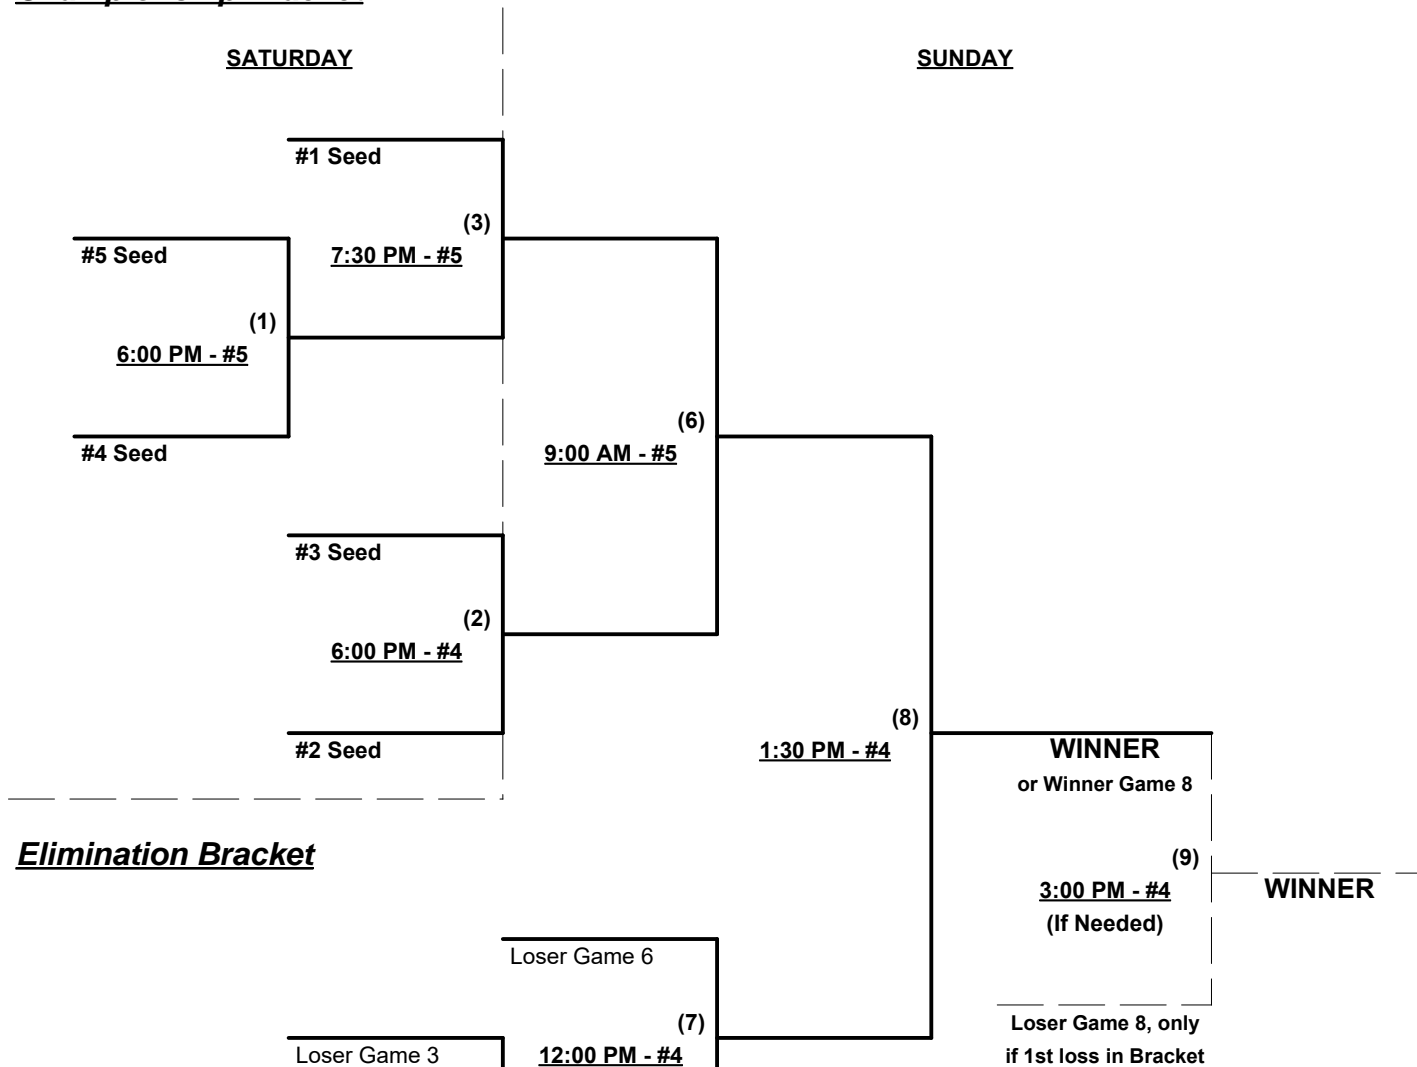 SATURDAY
SUNDAY
#1 Seed
(3)
7:30 PM - #5
#5 Seed
(1)
6:00 PM - #5
#4 Seed
(6)
9:00 AM - #5
#3 Seed
(2)
6:00 PM - #4
#2 Seed
(8)
1:30 PM - #4
WINNER
or Winner Game 8
Elimination Bracket
(9)
3:00 PM - #4
(If Needed)
WINNER
Loser Game 6
(7)
12:00 PM - #4
Loser Game 3
Loser Game 8, only
if 1st loss in Bracket